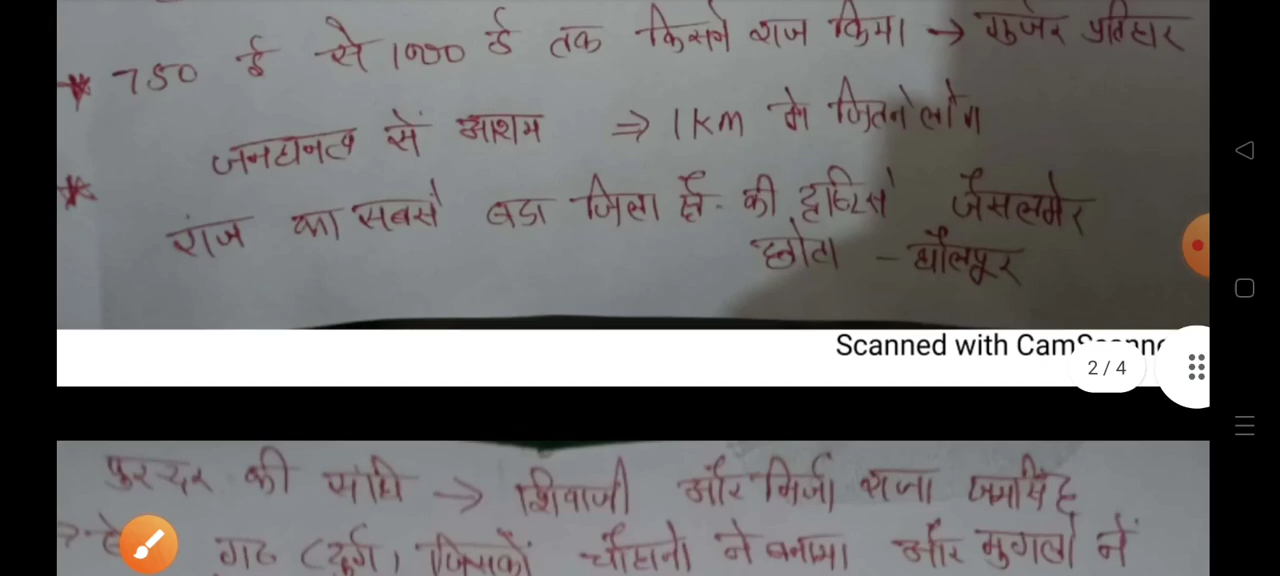 ★ 750 ई से 1000 ई तक किसने राज किया → गुर्जर प्रतिहार
★ जनघनत्व से आशय ⇒ 1 KM मे जितने लोग
राज का सबसे बडा जिला क्षे. की दृष्टि से जैसलमेर
छोटा - धौलपुर
Scanned with
2 / 4
पुरन्दर की संधि → शिवाजी और मिर्जा राजा जयसिंह
गढ (दुर्ग) जिसको चौहानो ने बनाया और मुगलो ने